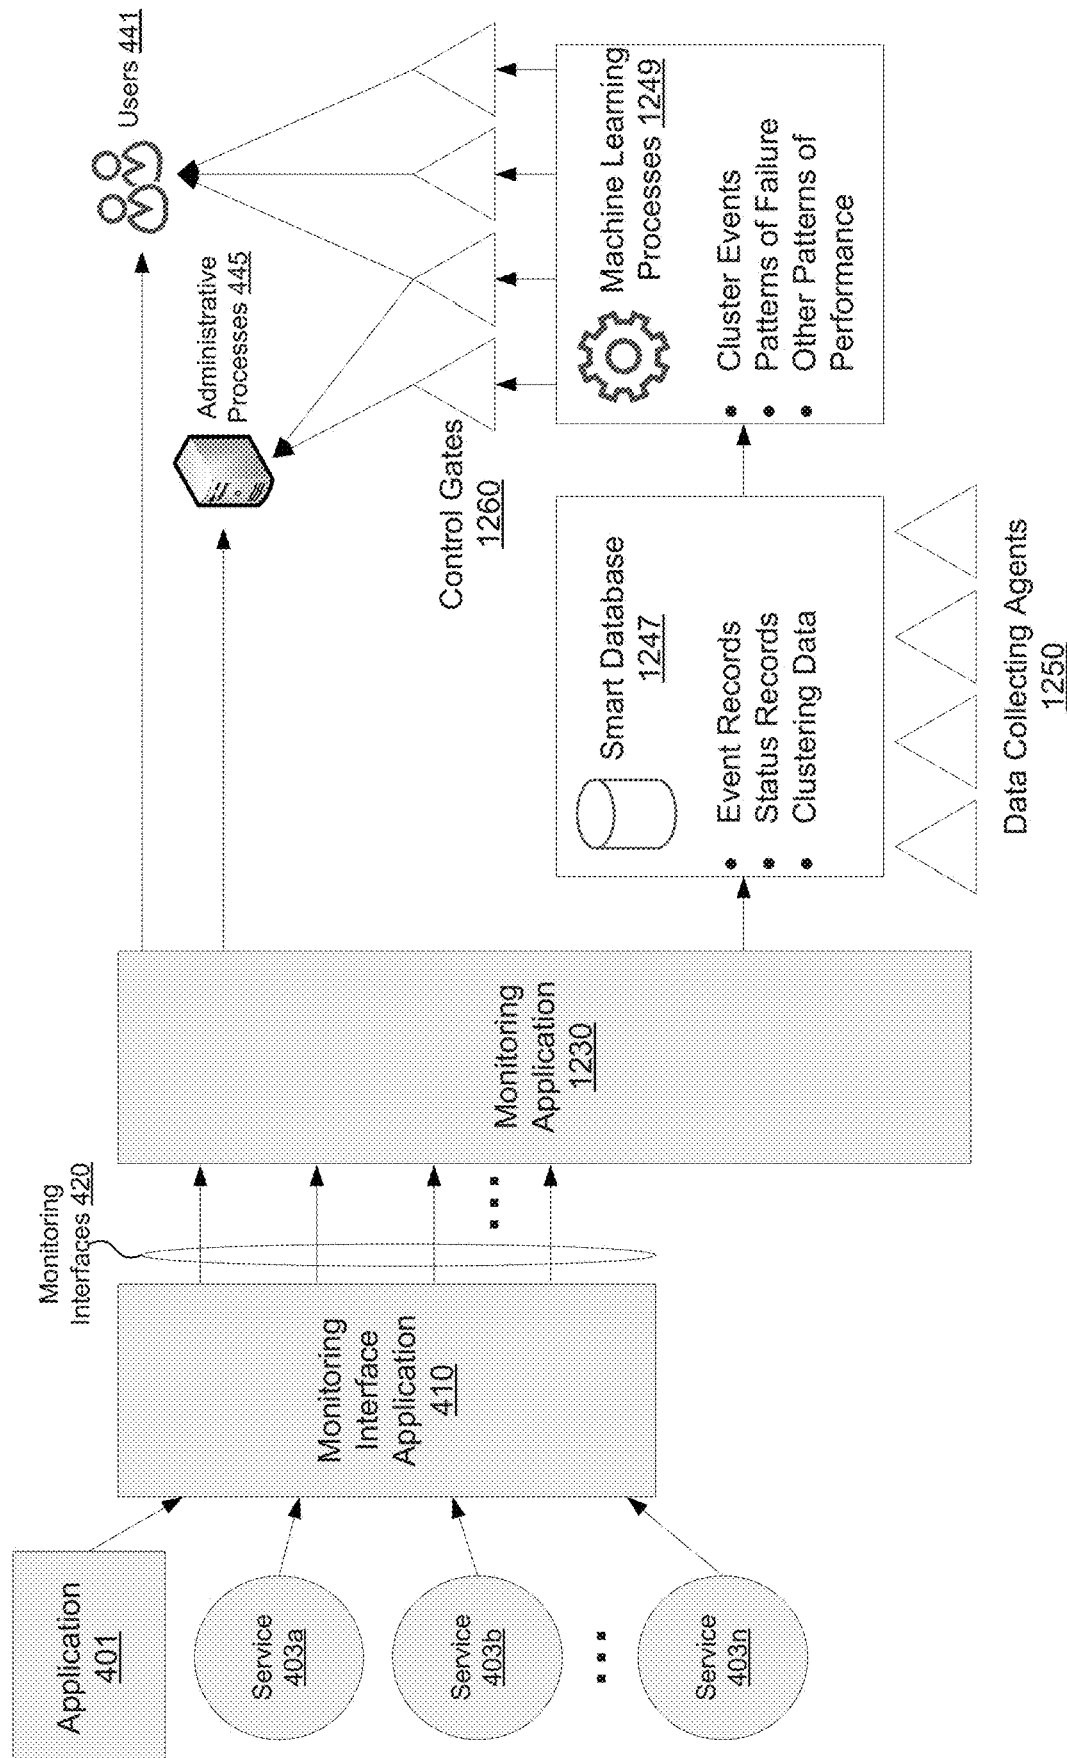 Application
401
Service
403a
Service
403b
Service
403n
Monitoring
Interface
Application
410
Monitoring
Interfaces 420
Monitoring
Application
1230
Users 441
Administrative
Processes 445
Control Gates
1260
Smart Database
1247
Event Records
Status Records
Clustering Data
Data Collecting Agents
1250
Machine Learning
Processes 1249
Cluster Events
Patterns of Failure
Other Patterns of
Performance